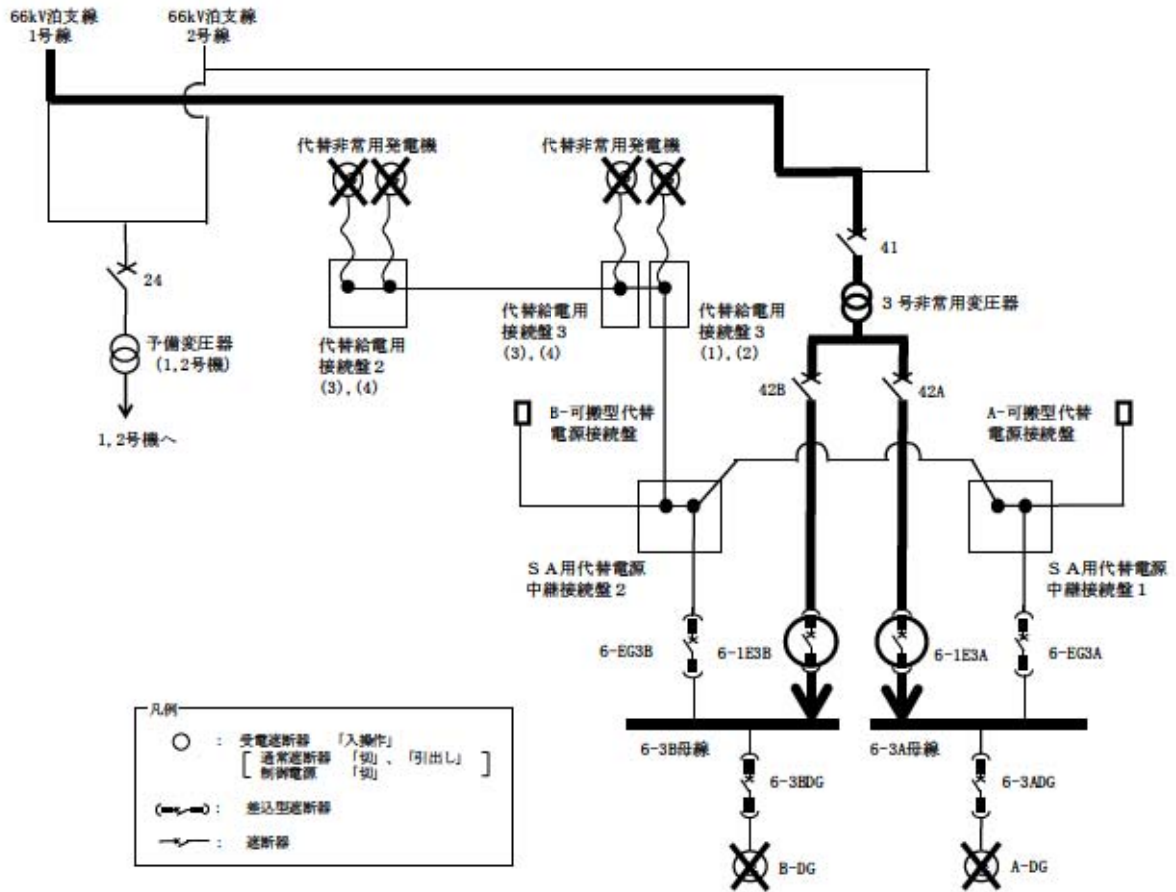 66kV泊支線
1号線
66kV泊支線
2号線
代替非常用発電機
代替非常用発電機
41
24
3号非常用変圧器
予備変圧器
(1,2号機)
代替給電用
接続盤2
(3),(4)
代替給電用
接続盤3
(3),(4)
代替給電用
接続盤3
(1),(2)
42B
42A
1,2号機へ
B-可搬型代替
電源接続盤
A-可搬型代替
電源接続盤
SA用代替電源
中継接続盤2
SA用代替電源
中継接続盤1
6-EG3B
6-1E3B
6-1E3A
6-EG3A
6-3B母線
6-3A母線
6-3BDG
6-3ADG
B-DG
A-DG
凡例
○ : 受電遮断器 「入操作」
[ 通常遮断器 「切」、「引出し」 ]
[ 制御電源 「切」 ]
: 差込型遮断器
: 遮断器